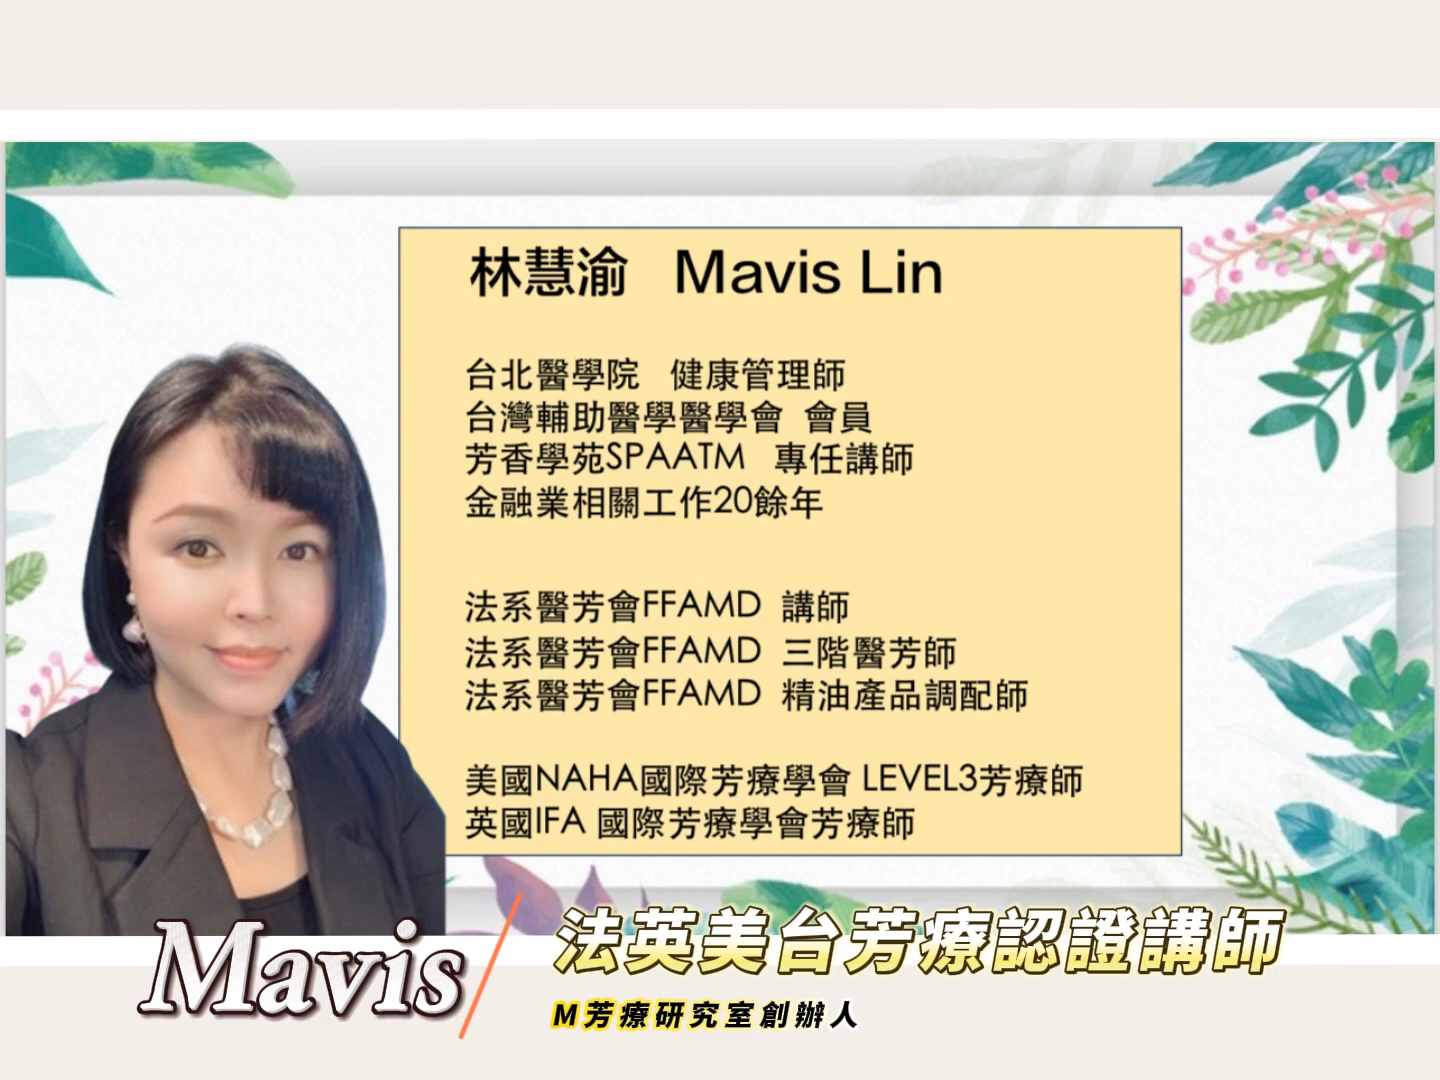 林慧渝 Mavis Lin
台北醫學院 健康管理師
台灣輔助醫學醫學會 會員
芳香學苑SPAATM 專任講師
金融業相關工作20餘年
法系醫芳會FFAMD 講師
法系醫芳會FFAMD 三階醫芳師
法系醫芳會FFAMD 精油產品調配師
美國NAHA國際芳療學會 LEVEL3芳療師
英國IFA 國際芳療學會芳療師
Mavis
法英美台芳療認證講師
M芳療研究室創辦人